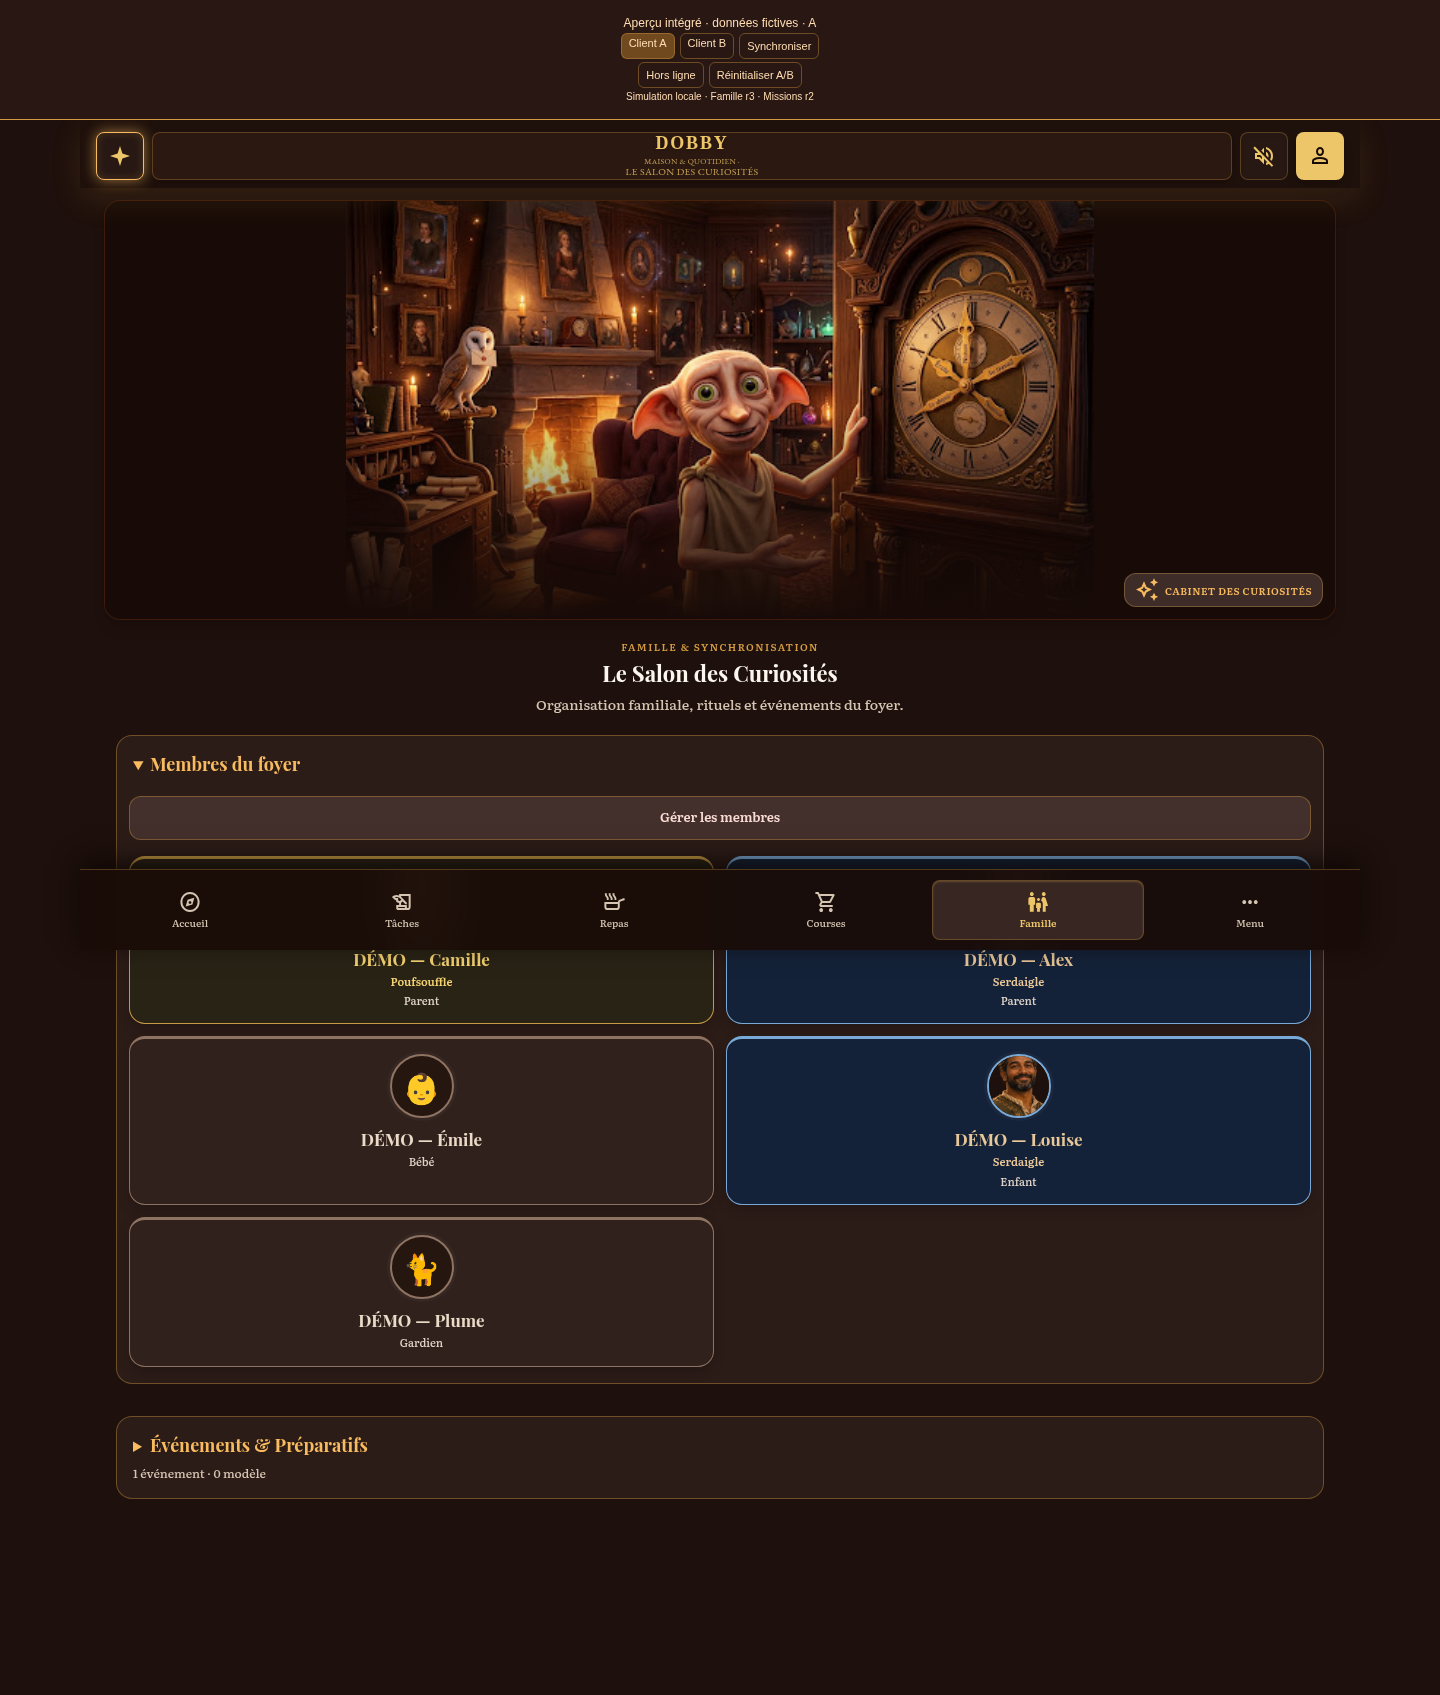 Aperçu intégré · données fictives · A
Client A
Client B
Synchroniser
Hors ligne
Réinitialiser A/B
Simulation locale · Famille r3 · Missions r2
DOBBY
MAISON & QUOTIDIEN ·
LE SALON DES CURIOSITÉS
CABINET DES CURIOSITÉS
FAMILLE & SYNCHRONISATION
Le Salon des Curiosités
Organisation familiale, rituels et événements du foyer.
Membres du foyer
Gérer les membres
Accueil
Tâches
Repas
Courses
Famille
Menu
DÉMO — Camille
Poufsouffle
Parent
DÉMO — Alex
Serdaigle
Parent
DÉMO — Émile
Bébé
DÉMO — Louise
Serdaigle
Enfant
DÉMO — Plume
Gardien
Événements & Préparatifs
1 événement · 0 modèle